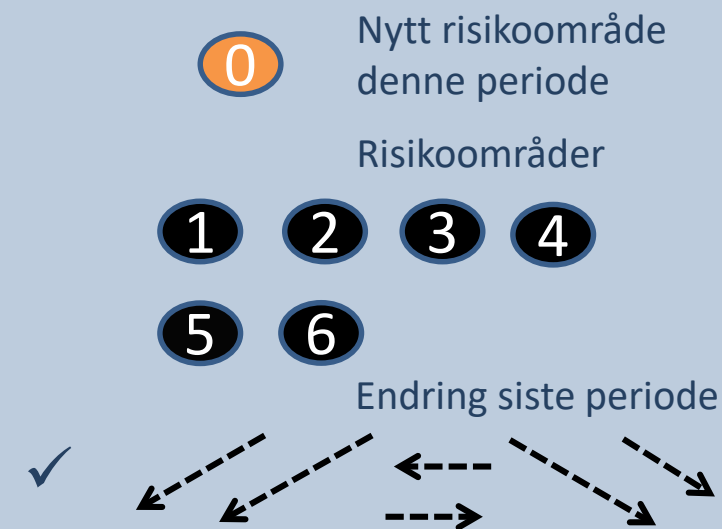 0
Nytt risikoområde
denne periode
Risikoområder
1 2 3 4
5 6
Endring siste periode
✓